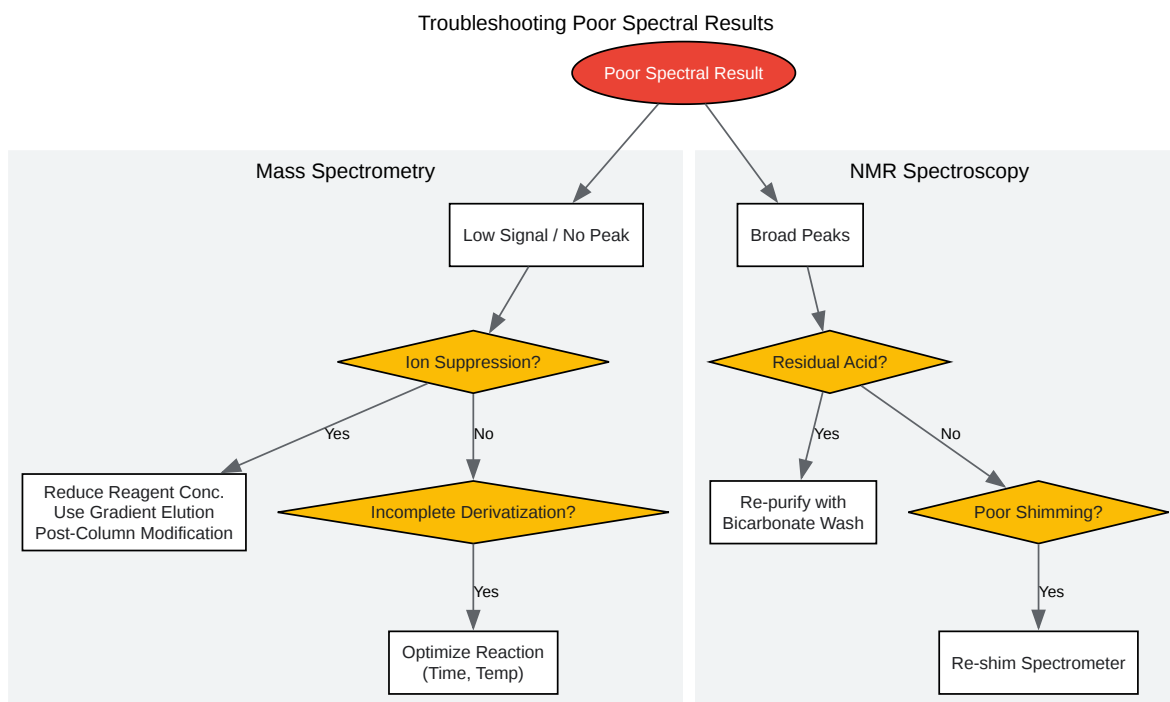 Troubleshooting Poor Spectral Results
Poor Spectral Result
Mass Spectrometry
Low Signal / No Peak
Ion Suppression?
Yes
No
Reduce Reagent Conc.
Use Gradient Elution
Post-Column Modification
Incomplete Derivatization?
Yes
Optimize Reaction
(Time, Temp)
NMR Spectroscopy
Broad Peaks
Residual Acid?
Yes
No
Re-purify with
Bicarbonate Wash
Poor Shimming?
Yes
Re-shim Spectrometer